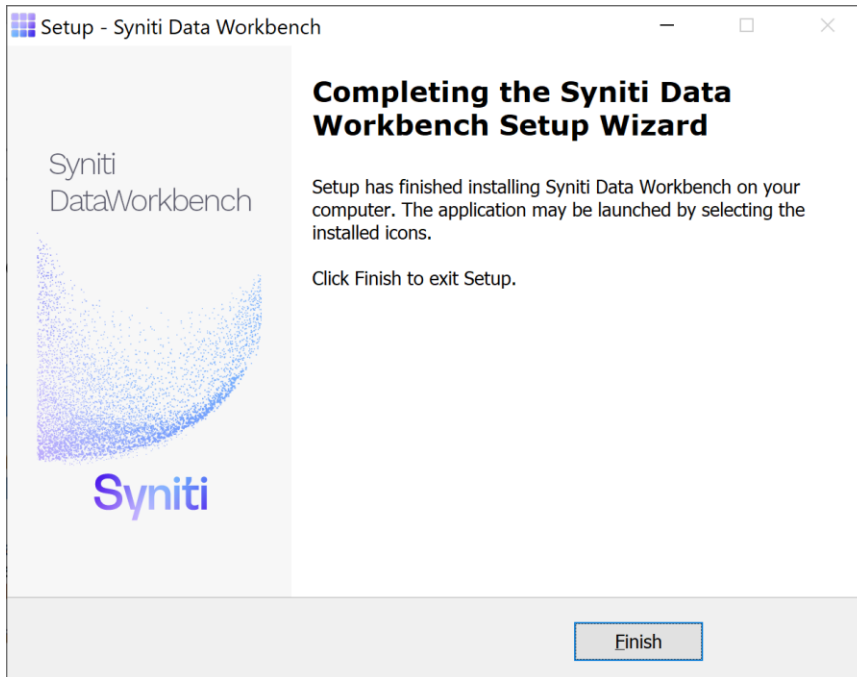 Setup - Syniti Data Workbench
Syniti
DataWorkbench
Syniti
Completing the Syniti Data
Workbench Setup Wizard
Setup has finished installing Syniti Data Workbench on your
computer. The application may be launched by selecting the
installed icons.
Click Finish to exit Setup.
Finish